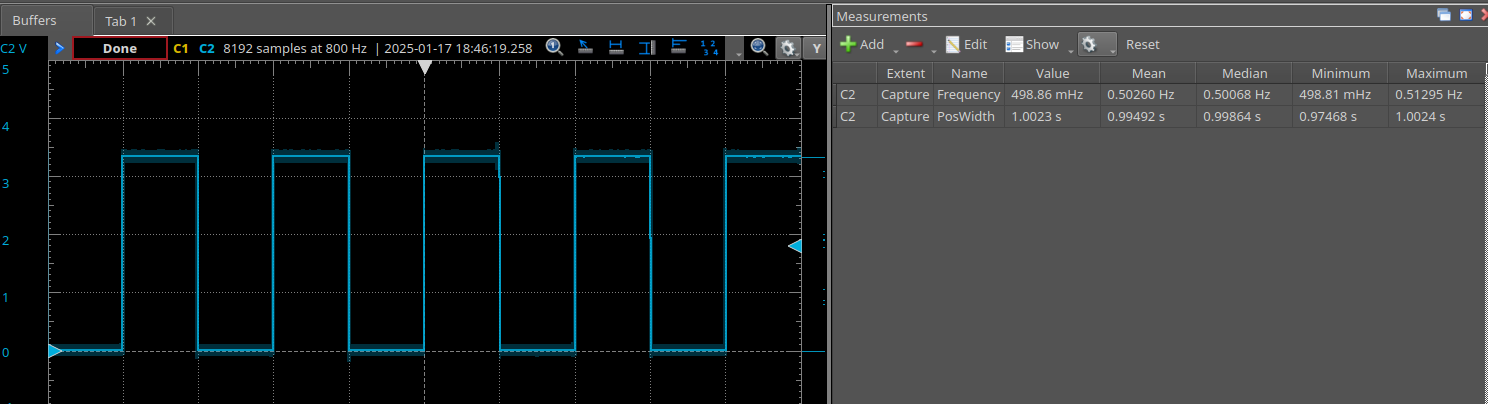 Buffers Tab 1
C2 V Done C1 C2 8192 samples at 800 Hz | 2025-01-17 18:46:19.258 Y
5
4
3
2
1
0
Measurements
Add Edit Show Reset
Extent Name Value Mean Median Minimum Maximum
C2 Capture Frequency 498.86 mHz 0.50260 Hz 0.50068 Hz 498.81 mHz 0.51295 Hz
C2 Capture PosWidth 1.0023 s 0.99492 s 0.99864 s 0.97468 s 1.0024 s